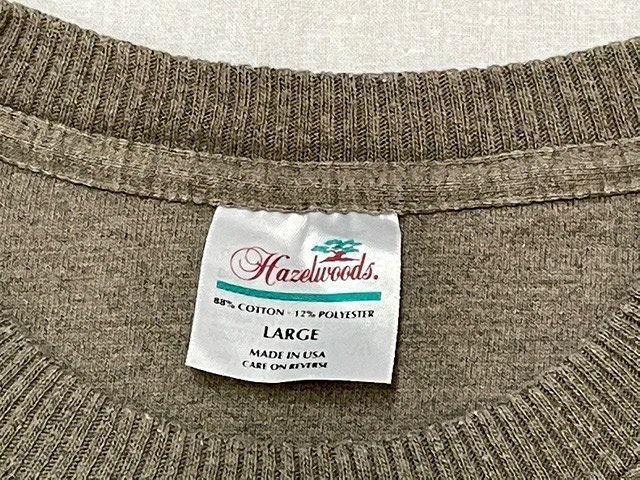 Hazelwoods.
88% COTTON - 12% POLYESTER
LARGE
MADE IN USA
CARE ON REVERSE